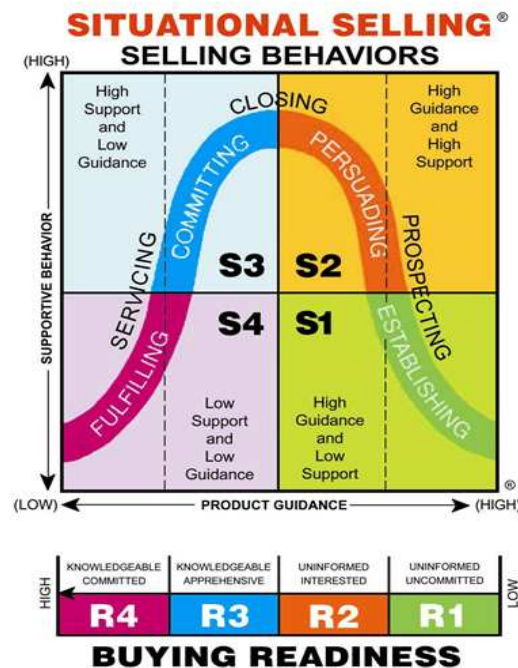 SITUATIONAL SELLING®
SELLING BEHAVIORS
(HIGH)
High
Support
and
Low
Guidance
CLOSING
High
Guidance
and
High
Support
COMMITTING
PERSUADING
SERVICING
PROSPECTING
S3
S2
SUPPORTIVE BEHAVIOR
S4
S1
FULFILLING
ESTABLISHING
Low
Support
and
Low
Guidance
High
Guidance
and
Low
Support
®
(LOW)
PRODUCT GUIDANCE
(HIGH)
HIGH
KNOWLEDGEABLE
COMMITTED
KNOWLEDGEABLE
APPREHENSIVE
UNINFORMED
INTERESTED
UNINFORMED
UNCOMMITTED
LOW
R4
R3
R2
R1
BUYING READINESS